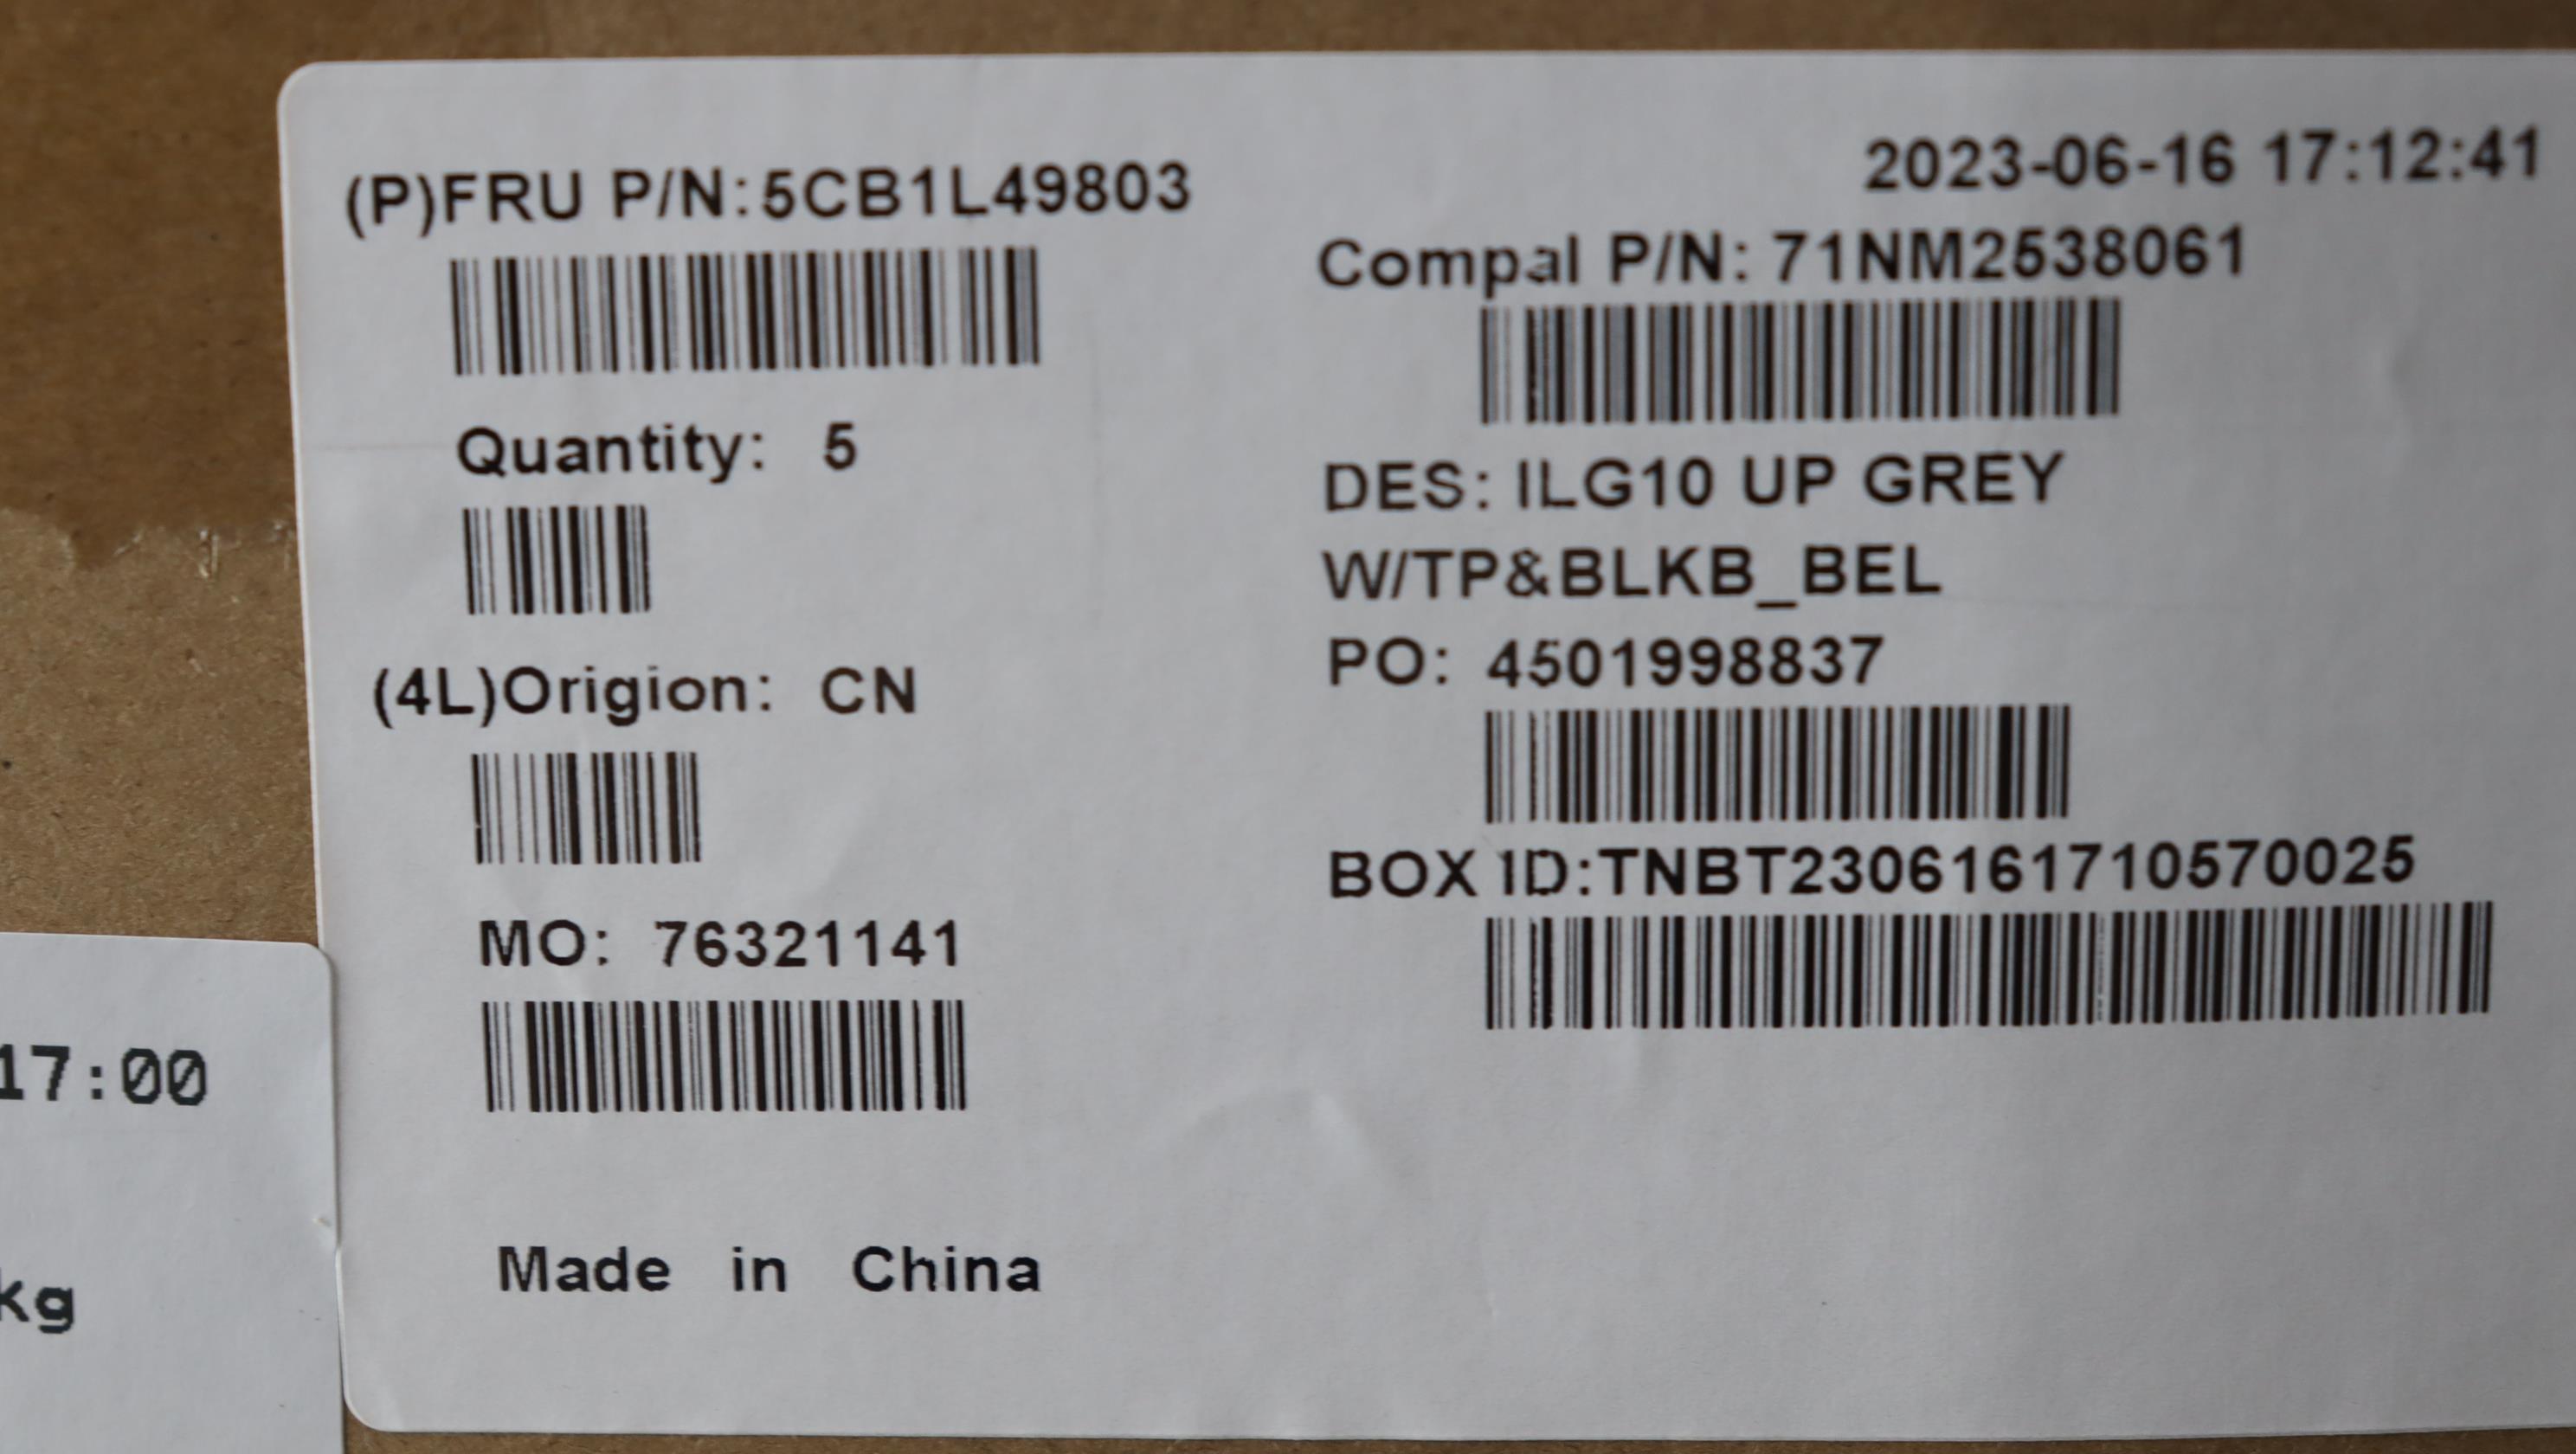 (P)FRU P/N:5CB1L49803
Quantity: 5
(4L)Origion: CN
MO: 76321141
Made in China
2023-06-16 17:12:41
Compal P/N: 71NM2538061
DES: ILG10 UP GREY
W/TP&BLKB_BEL
PO: 4501998837
BOX ID:TNBT2306161710570025
17:00
kg